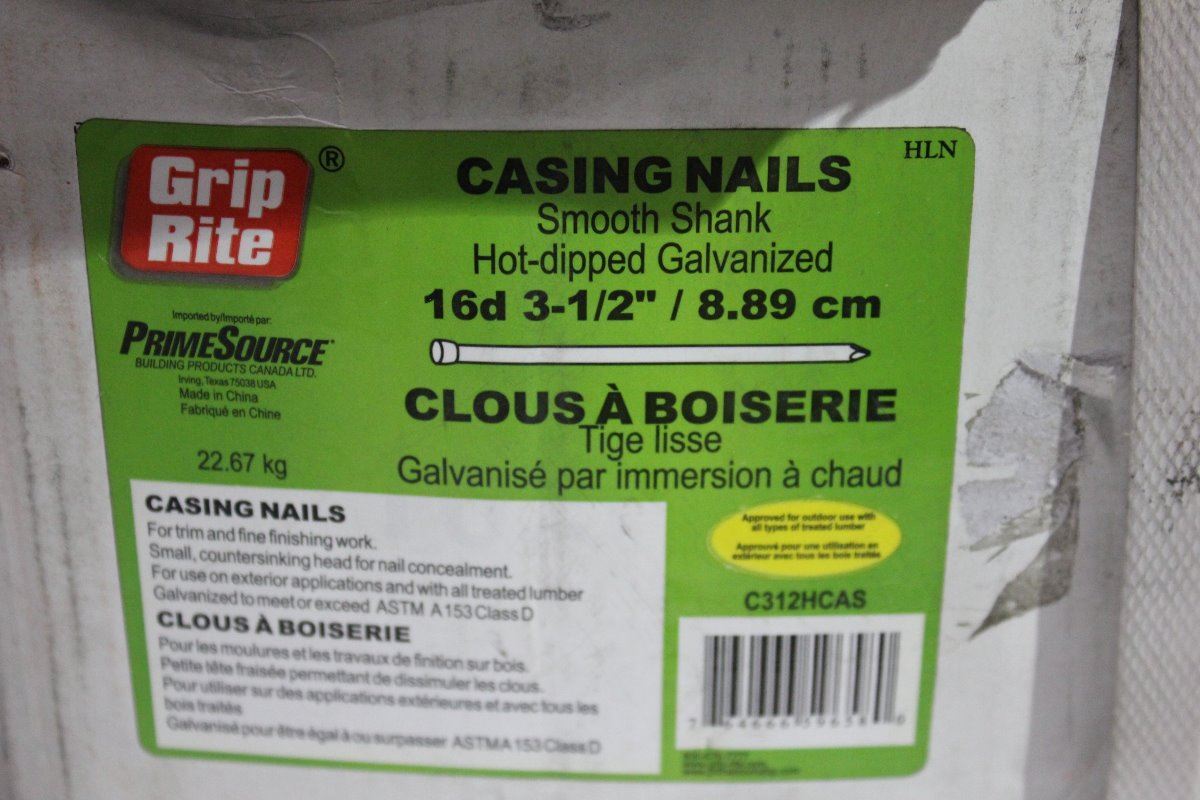 Grip
Rite
®
HLN
CASING NAILS
Smooth Shank
Hot-dipped Galvanized
16d 3-1/2" / 8.89 cm
Imported by/Importé par:
PRIMESOURCE
BUILDING PRODUCTS CANADA LTD.
Irving, Texas 75038 USA
Made in China
Fabriqué en Chine
22.67 kg
CLOUS À BOISERIE
Tige lisse
Galvanisé par immersion à chaud
CASING NAILS
For trim and fine finishing work.
Small, countersinking head for nail concealment.
For use on exterior applications and with all treated lumber
Galvanized to meet or exceed ASTM A153 Class D
CLOUS À BOISERIE
Pour les moulures et les travaux de finition sur bois.
Petite tête fraisée permettant de dissimuler les clous.
Pour utiliser sur des applications extérieures et avec tous les
bois traités
Galvanisé pour être égal à ou surpasser ASTM A 153 Class D
Approved for outdoor use with
all types of treated lumber
Approuvé pour une utilisation en
extérieur avec tous les bois traités
C312HCAS